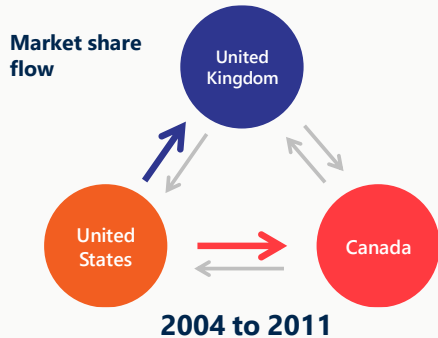 Market share
flow
United
Kingdom
United
States
Canada
2004 to 2011